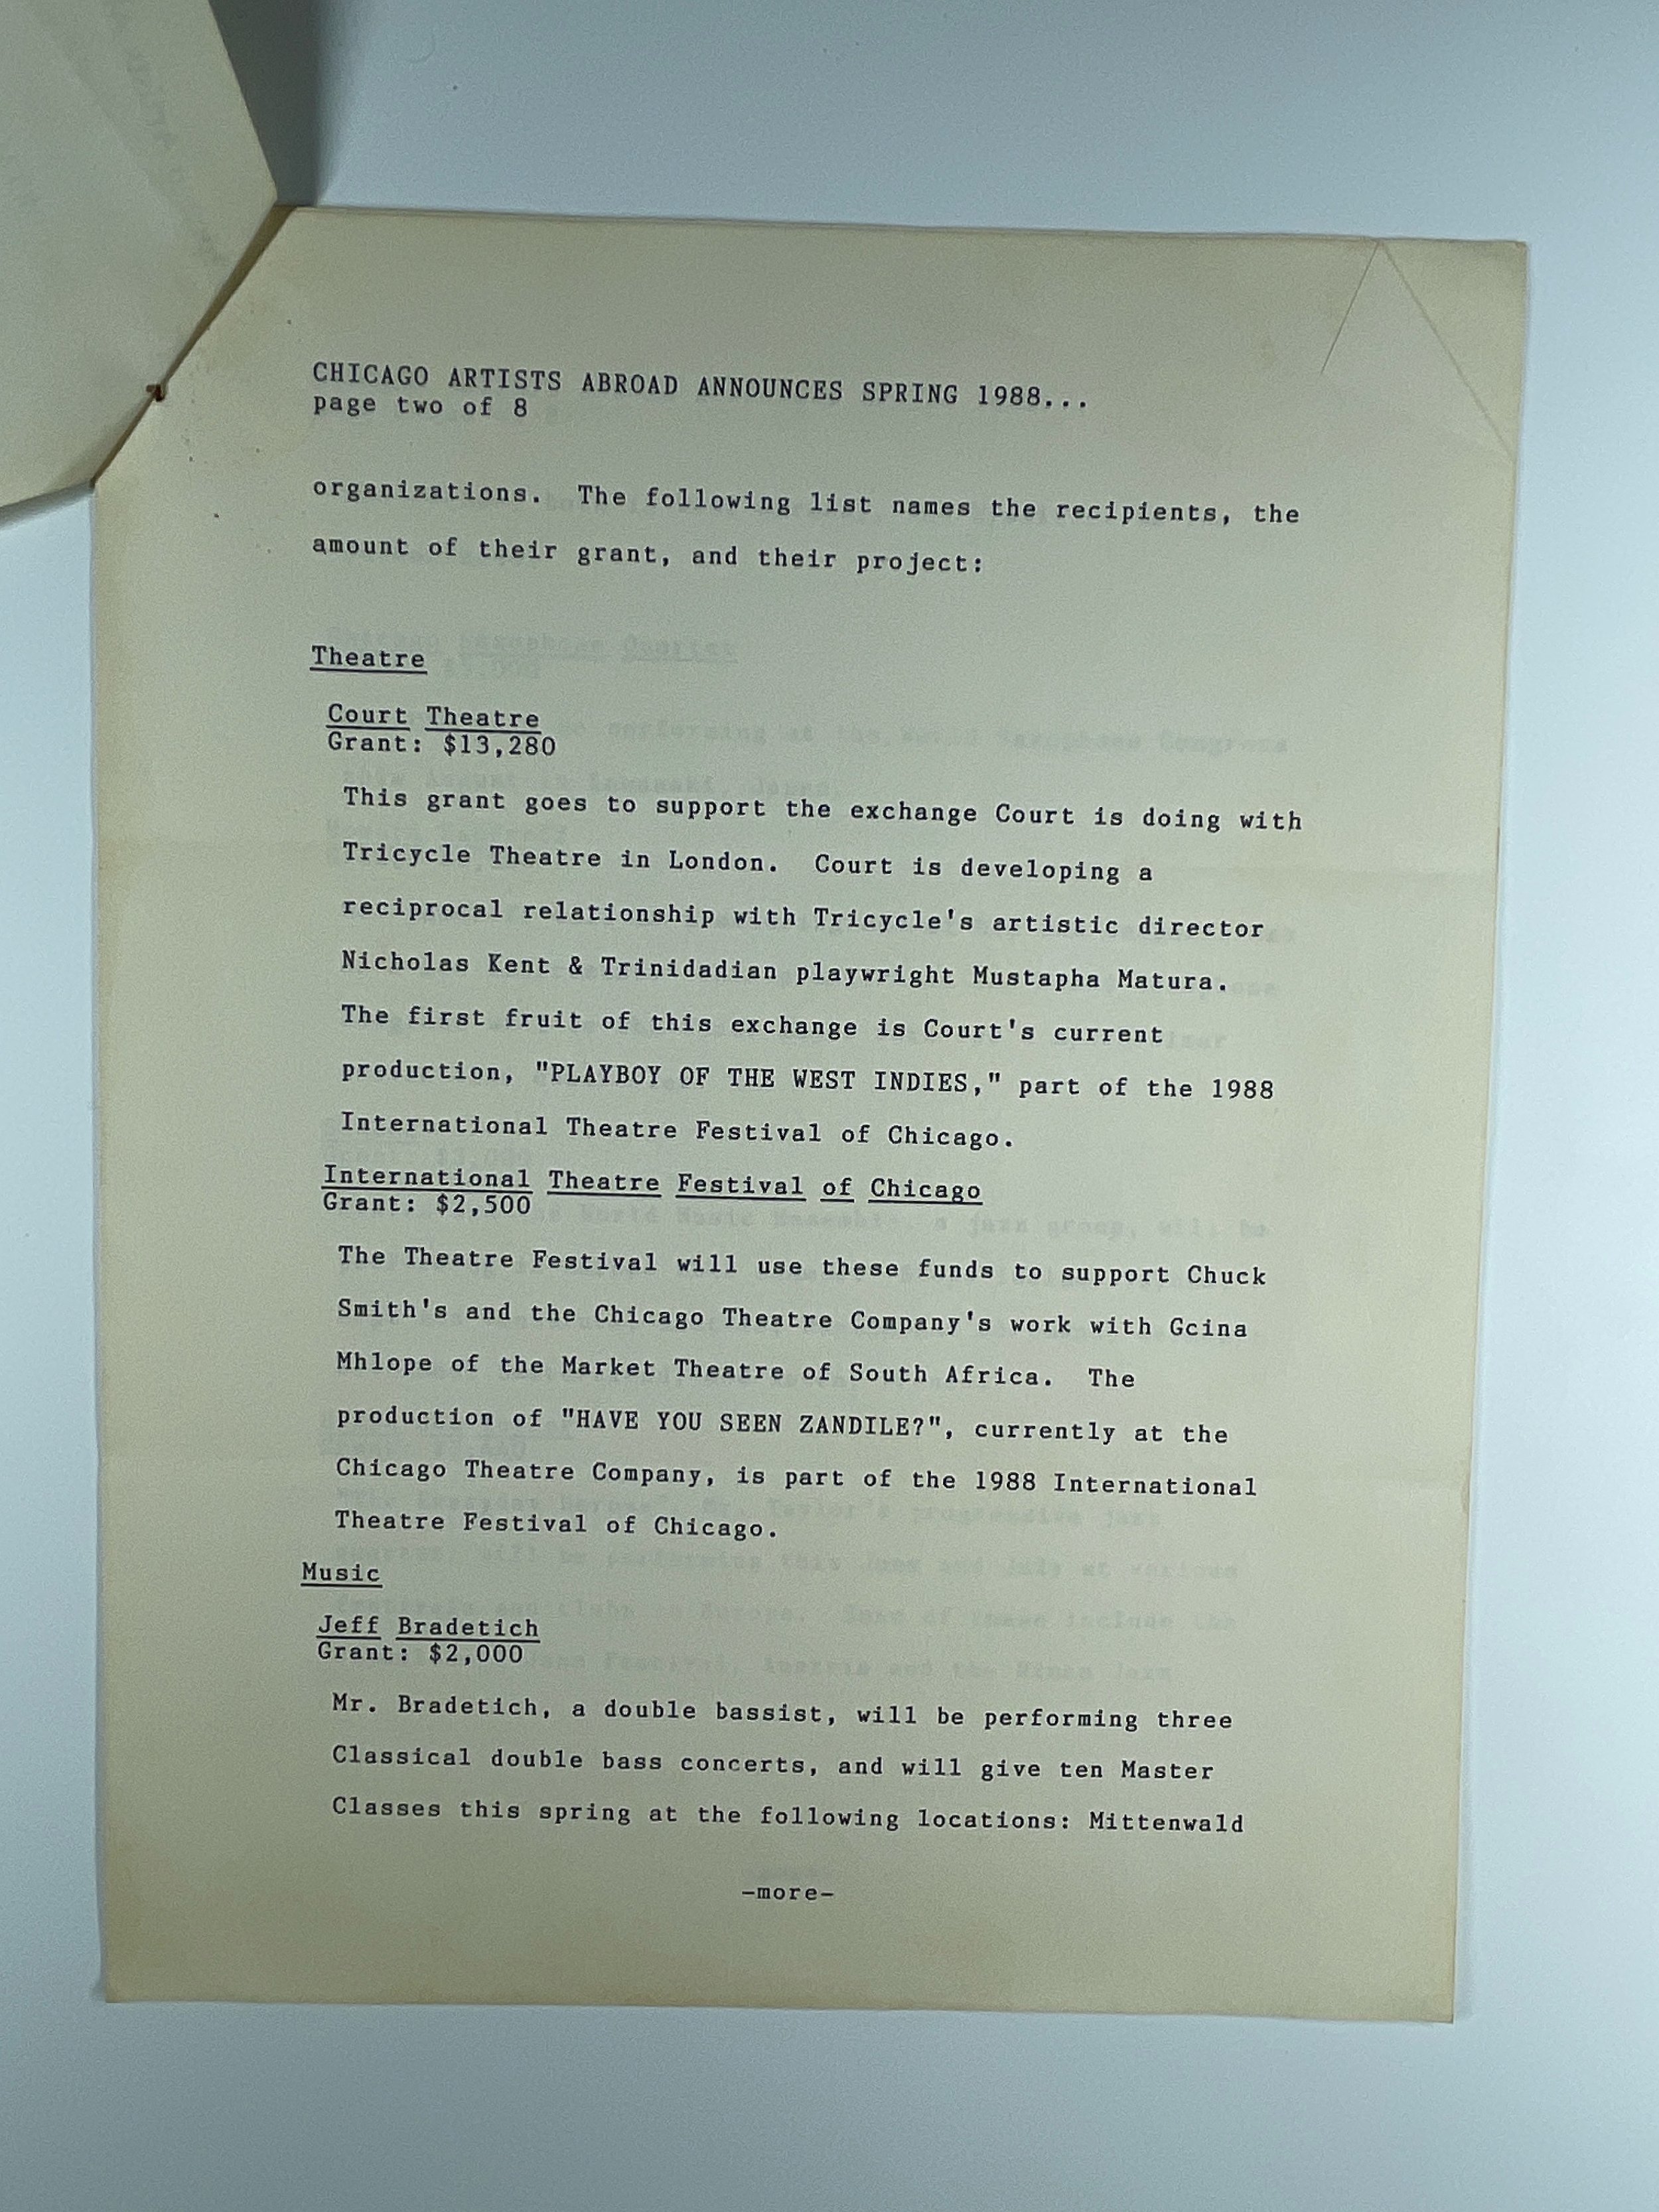 CHICAGO ARTISTS ABROAD ANNOUNCES SPRING 1988...
page two of 8
organizations.  The following list names the recipients, the
amount of their grant, and their project:
Theatre
Court Theatre
Grant: $13,280
This grant goes to support the exchange Court is doing with
Tricycle Theatre in London.  Court is developing a
reciprocal relationship with Tricycle's artistic director
Nicholas Kent & Trinidadian playwright Mustapha Matura.
The first fruit of this exchange is Court's current
production, "PLAYBOY OF THE WEST INDIES," part of the 1988
International Theatre Festival of Chicago.
International Theatre Festival of Chicago
Grant: $2,500
The Theatre Festival will use these funds to support Chuck
Smith's and the Chicago Theatre Company's work with Gcina
Mhlope of the Market Theatre of South Africa.  The
production of "HAVE YOU SEEN ZANDILE?", currently at the
Chicago Theatre Company, is part of the 1988 International
Theatre Festival of Chicago.
Music
Jeff Bradetich
Grant: $2,000
Mr. Bradetich, a double bassist, will be performing three
Classical double bass concerts, and will give ten Master
Classes this spring at the following locations: Mittenwald
-more-